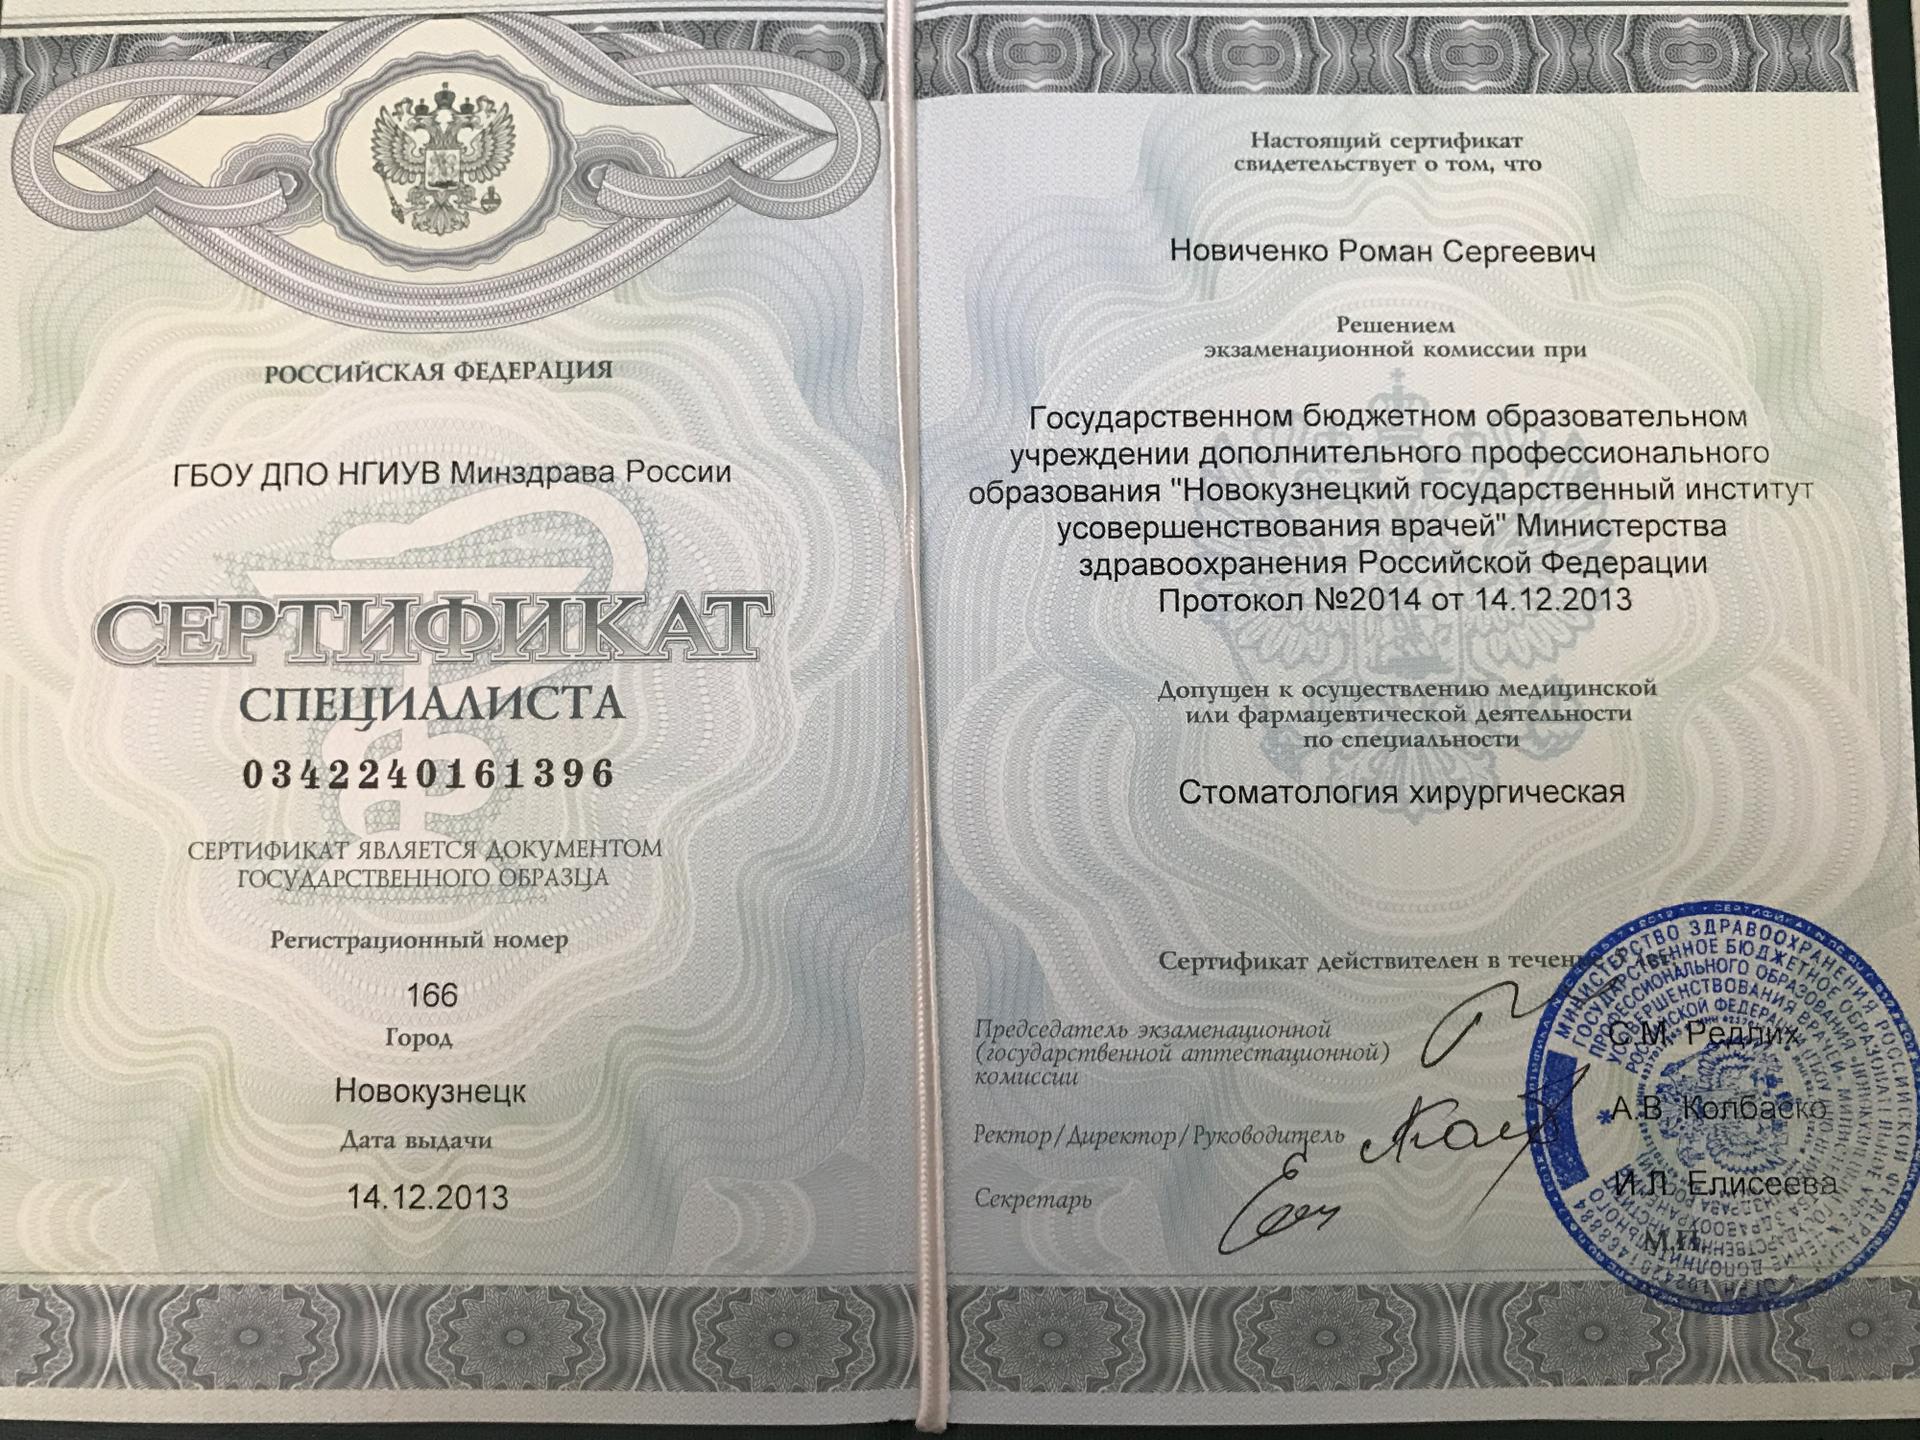 РОССИЙСКАЯ ФЕДЕРАЦИЯ
ГБОУ ДПО НГИУВ Минздрава России
СЕРТИФИКАТ
СПЕЦИАЛИСТА
0342240161396
СЕРТИФИКАТ ЯВЛЯЕТСЯ ДОКУМЕНТОМ
ГОСУДАРСТВЕННОГО ОБРАЗЦА
Регистрационный номер
166
Город
Новокузнецк
Дата выдачи
14.12.2013
Настоящий сертификат
свидетельствует о том, что
Новиченко Роман Сергеевич
Решением
экзаменационной комиссии при
Государственном бюджетном образовательном
учреждении дополнительного профессионального
образования "Новокузнецкий государственный институт
усовершенствования врачей" Министерства
здравоохранения Российской Федерации
Протокол №2014 от 14.12.2013
Допущен к осуществлению медицинской
или фармацевтической деятельности
по специальности
Стоматология хирургическая
Сертификат действителен в
Председатель экзаменационной
(государственной аттестационной)
комиссии
С.М. Редлих
Ректор/Директор/Руководитель
А.В. Колбаско
Секретарь
И.Л. Елисеева
М.П.
МИНИСТЕРСТВО ЗДРАВООХРАНЕНИЯ РОССИЙСКОЙ ФЕДЕРАЦИИ